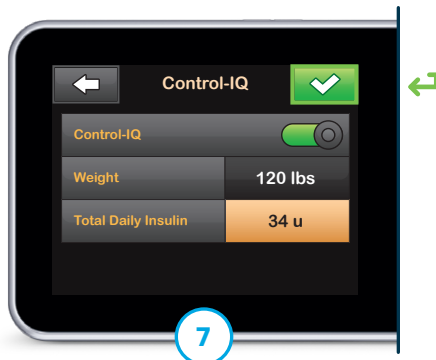 Control-IQ
Control-IQ
Weight 120 lbs
Total Daily Insulin 34 u
7